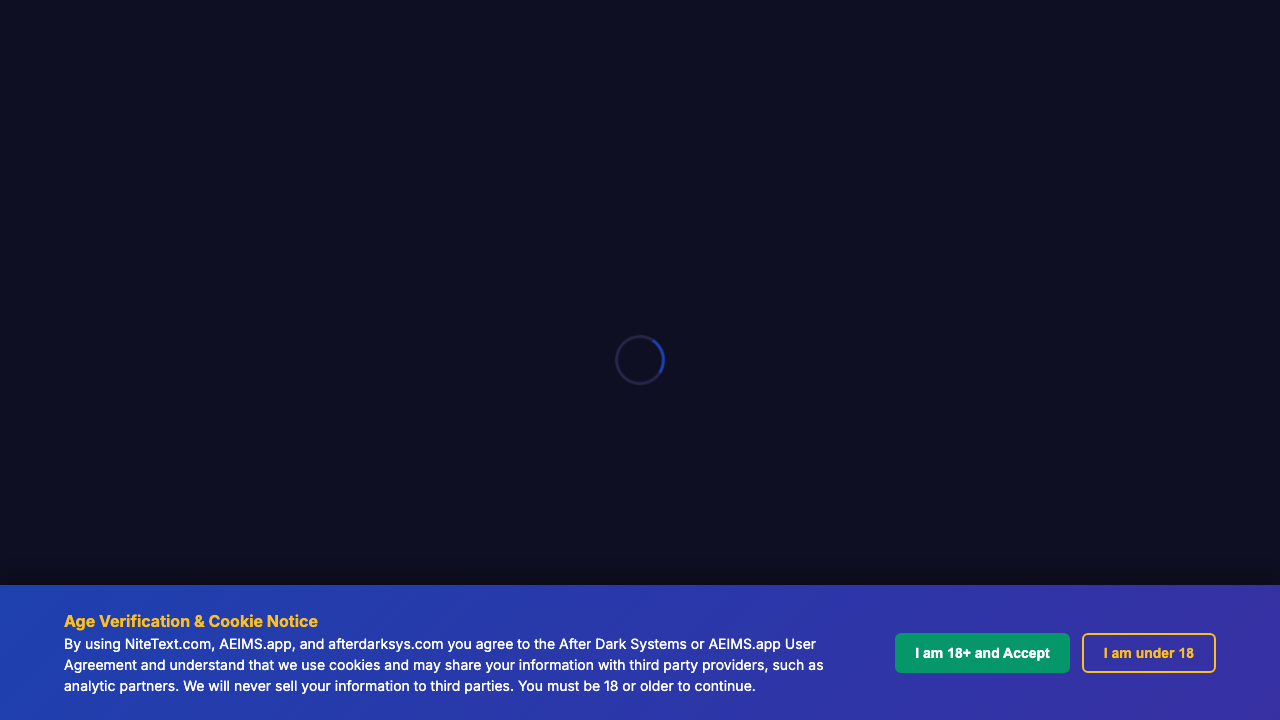 Age Verification & Cookie Notice
By using NiteText.com, AEIMS.app, and afterdarksys.com you agree to the After Dark Systems or AEIMS.app User
Agreement and understand that we use cookies and may share your information with third party providers, such as
analytic partners. We will never sell your information to third parties. You must be 18 or older to continue.
I am 18+ and Accept
I am under 18